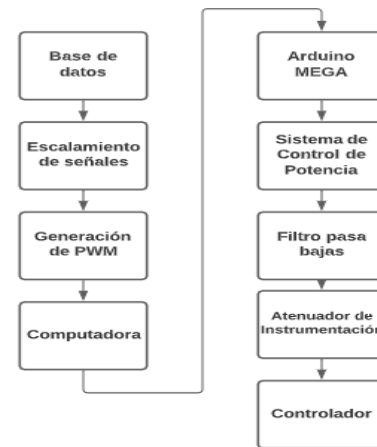 Base de
datos
Escalamiento
de señales
Generación
de PWM
Computadora
Arduino
MEGA
Sistema de
Control de
Potencia
Filtro pasa
bajas
Atenuador de
Instrumentación
Controlador